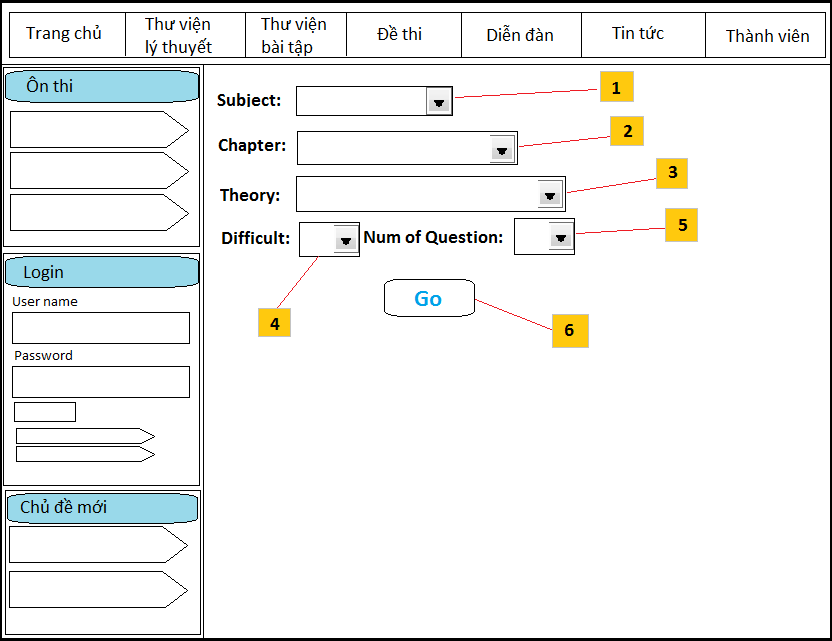 Trang chủ
Thư viện
lý thuyết
Thư viện
bài tập
Đề thi
Diễn đàn
Tin tức
Thành viên
Ôn thi
Login
User name
Password
Chủ đề mới
Subject:
1
Chapter:
2
Theory:
3
Difficult:
Num of Question:
5
4
Go
6